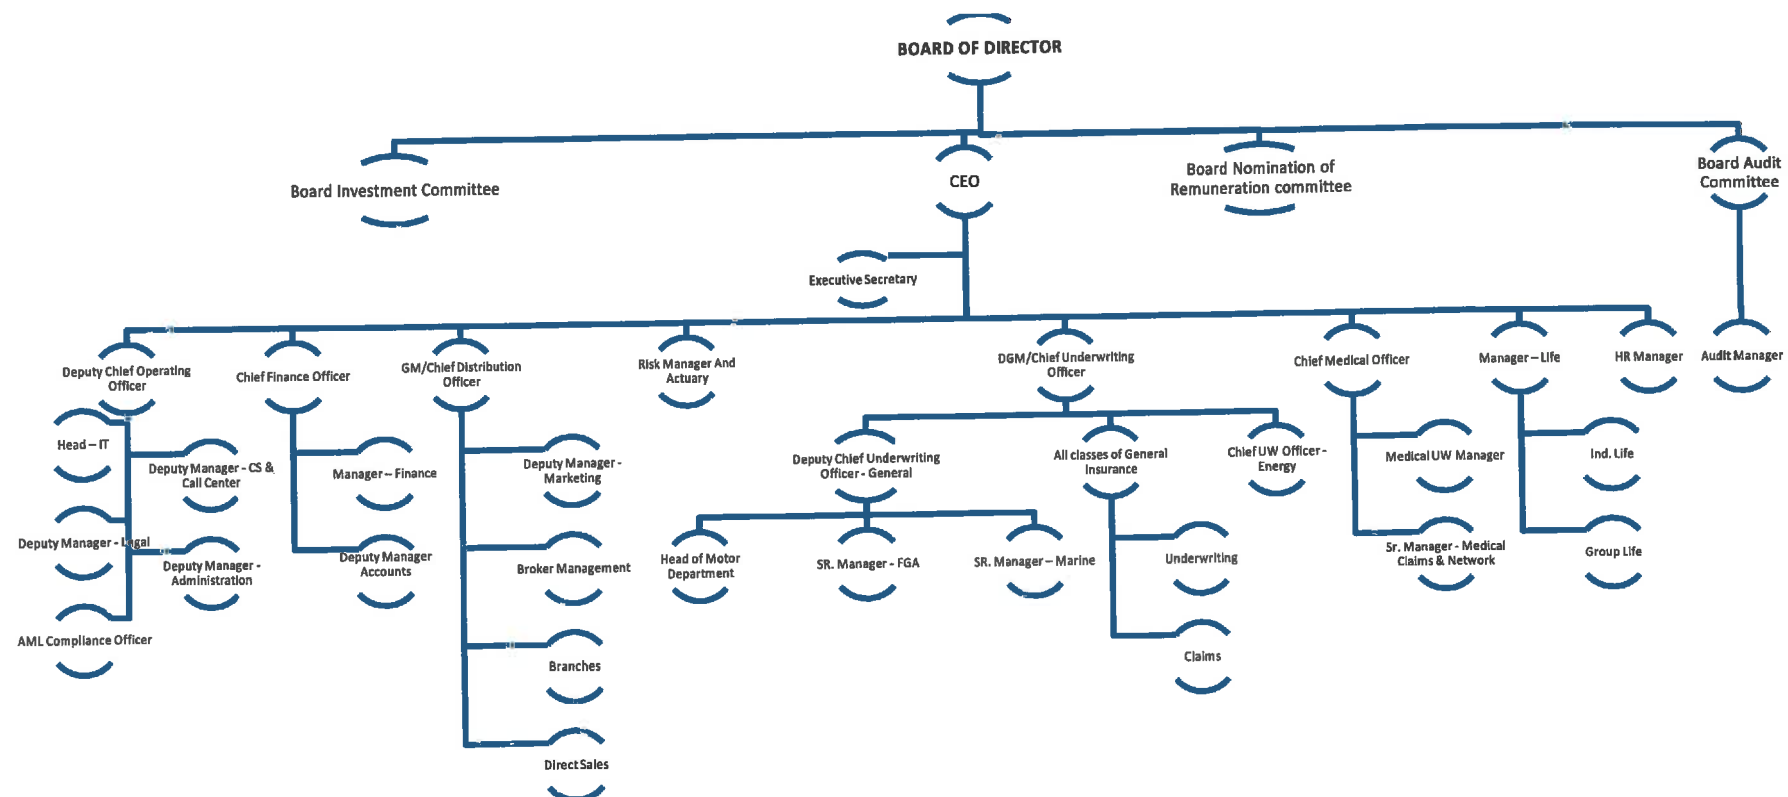 BOARD OF DIRECTOR
Board Investment Committee
CEO
Board Nomination of
Remuneration committee
Board Audit
Committee
Executive Secretary
Deputy Chief Operating
Officer
Chief Finance Officer
GM/Chief Distribution
Officer
Risk Manager And
Actuary
DGM/Chief Underwriting
Officer
Chief Medical Officer
Manager – Life
HR Manager
Audit Manager
Head – IT
Deputy Manager - CS &
Call Center
Deputy Manager - Legal
Deputy Manager -
Administration
AML Compliance Officer
Manager – Finance
Deputy Manager
Accounts
Deputy Manager -
Marketing
Broker Management
Branches
Direct Sales
Deputy Chief Underwriting
Officer - General
All classes of General
Insurance
Chief UW Officer -
Energy
Head of Motor
Department
SR. Manager - FGA
SR. Manager – Marine
Underwriting
Claims
Medical UW Manager
Sr. Manager - Medical
Claims & Network
Ind. Life
Group Life